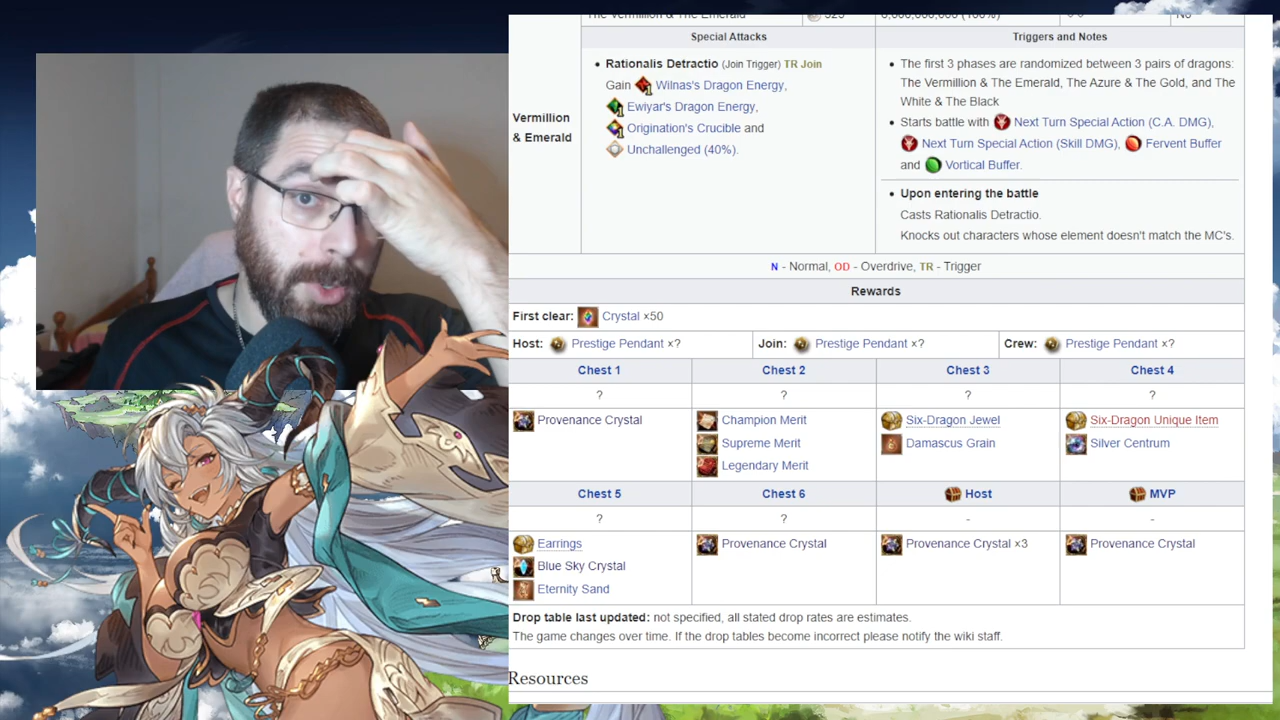 The Vermillion & The Emerald
Special Attacks
Triggers and Notes
Vermillion
& Emerald
• Rationalis Detractio (Join Trigger) TR Join
Gain Wilnas's Dragon Energy,
Ewiyar's Dragon Energy,
Origination's Crucible and
Unchallenged (40%).
• The first 3 phases are randomized between 3 pairs of dragons:
The Vermillion & The Emerald, The Azure & The Gold, and The
White & The Black
• Starts battle with Next Turn Special Action (C.A. DMG),
Next Turn Special Action (Skill DMG), Fervent Buffer
and Vortical Buffer.
• Upon entering the battle
Casts Rationalis Detractio.
Knocks out characters whose element doesn't match the MC's.
N - Normal, OD - Overdrive, TR - Trigger
Rewards
First clear: Crystal ×50
Host: Prestige Pendant ×?
Join: Prestige Pendant ×?
Crew: Prestige Pendant ×?
Chest 1
Chest 2
Chest 3
Chest 4
?
?
?
?
Provenance Crystal
Champion Merit
Supreme Merit
Legendary Merit
Six-Dragon Jewel
Damascus Grain
Six-Dragon Unique Item
Silver Centrum
Chest 5
Chest 6
Host
MVP
?
?
-
-
Earrings
Blue Sky Crystal
Eternity Sand
Provenance Crystal
Provenance Crystal ×3
Provenance Crystal
Drop table last updated: not specified, all stated drop rates are estimates.
The game changes over time. If the drop tables become incorrect please notify the wiki staff.
Resources